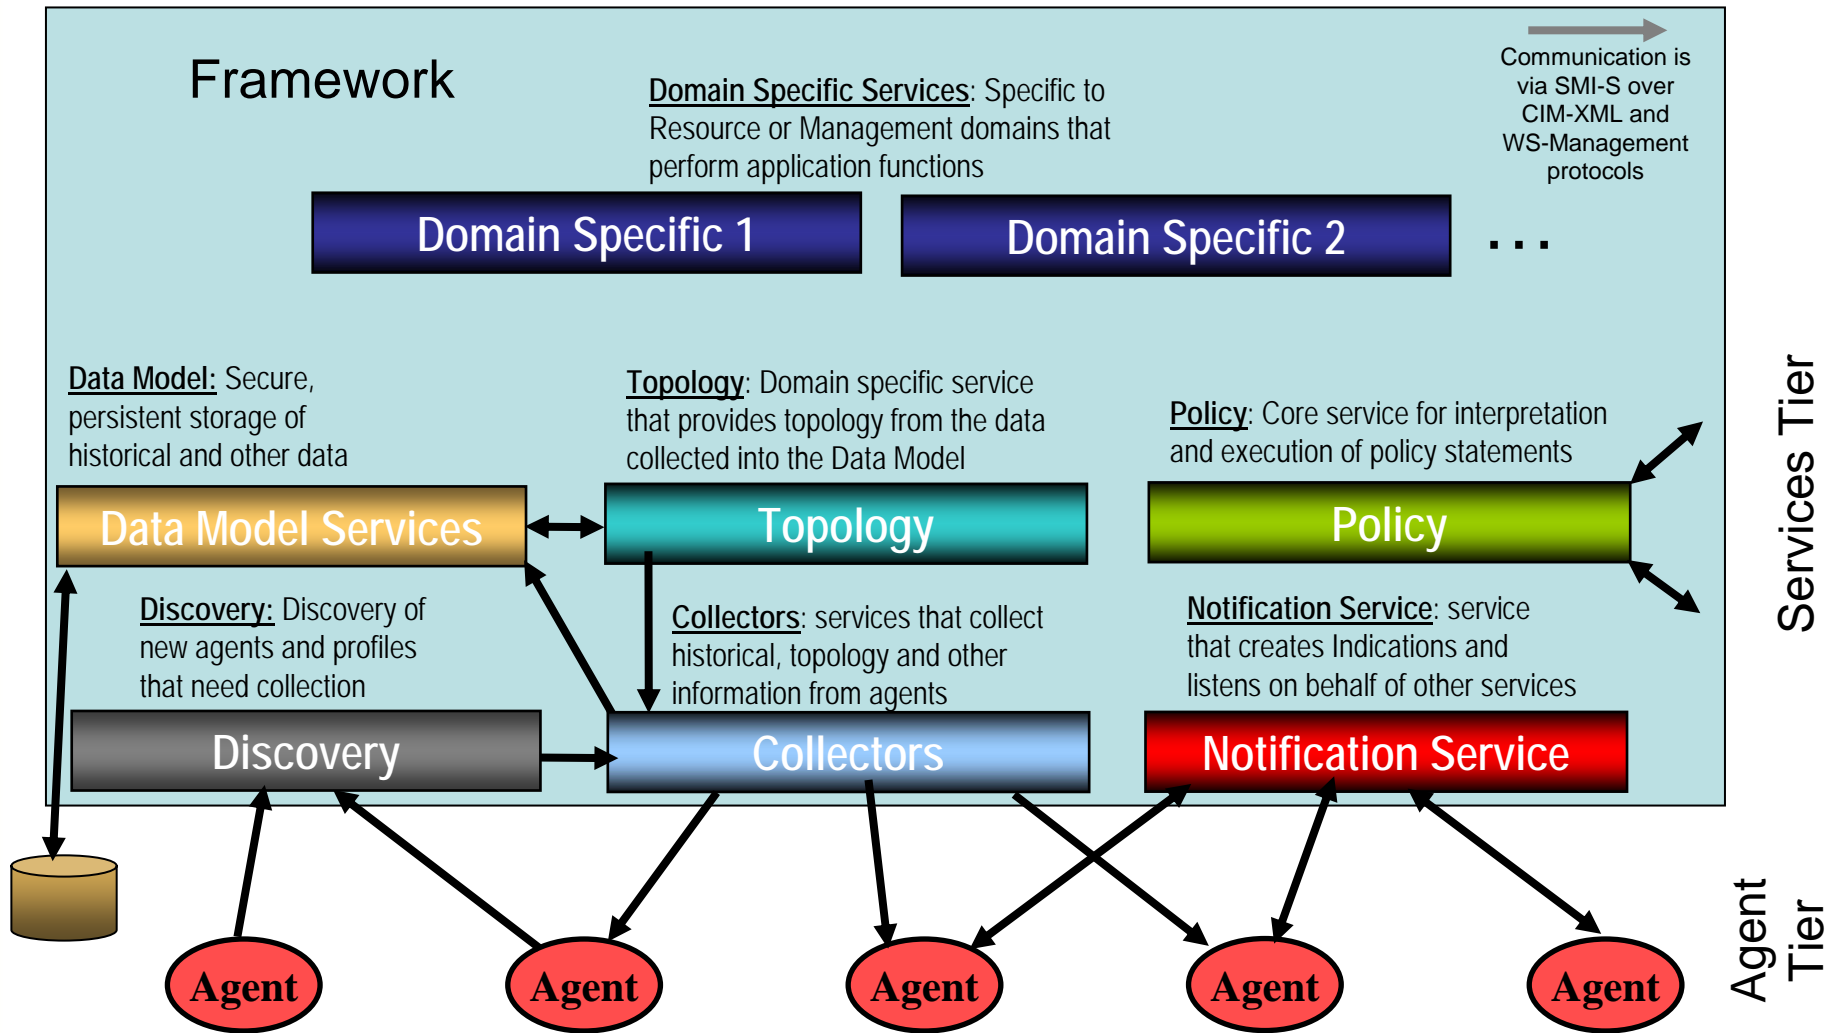 Framework
Communication is
via SMI-S over
CIM-XML and
WS-Management
protocols
Domain Specific Services: Specific to
Resource or Management domains that
perform application functions
Domain Specific 1
Domain Specific 2
...
Data Model: Secure,
persistent storage of
historical and other data
Topology: Domain specific service
that provides topology from the data
collected into the Data Model
Policy: Core service for interpretation
and execution of policy statements
Data Model Services
Topology
Policy
Services Tier
Discovery: Discovery of
new agents and profiles
that need collection
Collectors: services that collect
historical, topology and other
information from agents
Notification Service: service
that creates Indications and
listens on behalf of other services
Discovery
Collectors
Notification Service
Agent
Agent
Agent
Agent
Agent
Agent
Tier